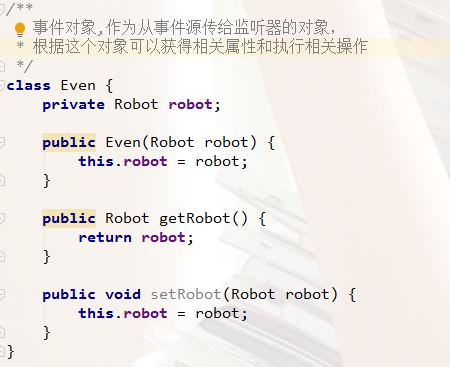 /**
事件对象,作为从事件源传给监听器的对象,
* 根据这个对象可以获得相关属性和执行相关操作
*/
class Even {
private Robot robot;
public Even(Robot robot) {
this.robot = robot;
}
public Robot getRobot() {
return robot;
}
public void setRobot(Robot robot) {
this.robot = robot;
}
}